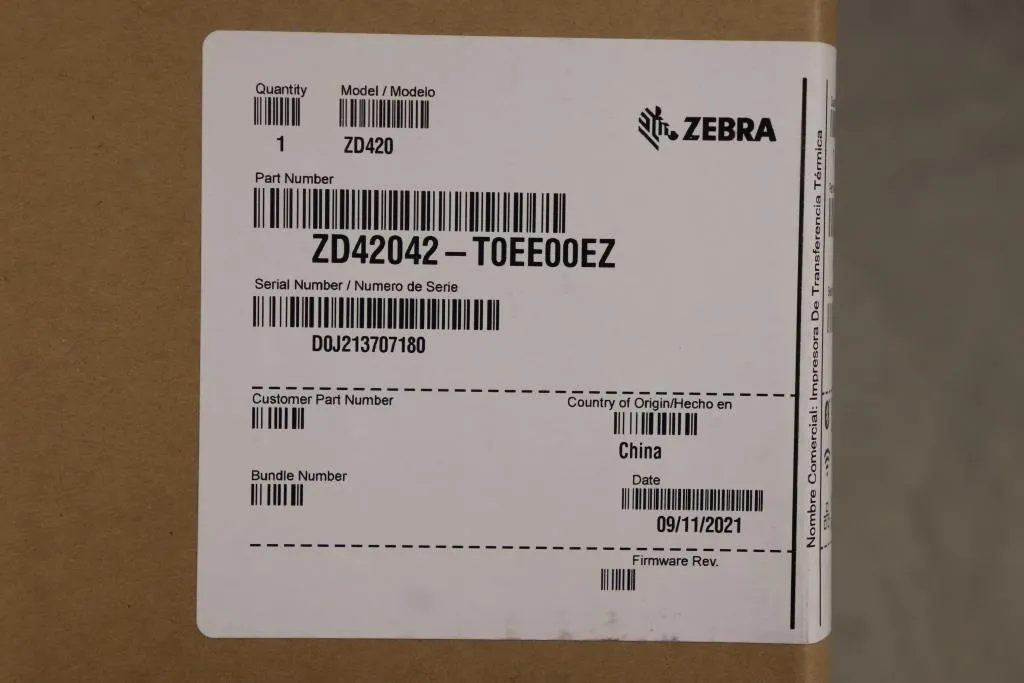 Quantity
Model / Modelo
1
ZD420
ZEBRA
Part Number
ZD42042 – T0EE00EZ
Serial Number / Numero de Serie
D0J213707180
Customer Part Number
Country of Origin/Hecho en
China
Bundle Number
Date
09/11/2021
Firmware Rev.
Nombre Comercial: Impresora De Transferencia Térmica